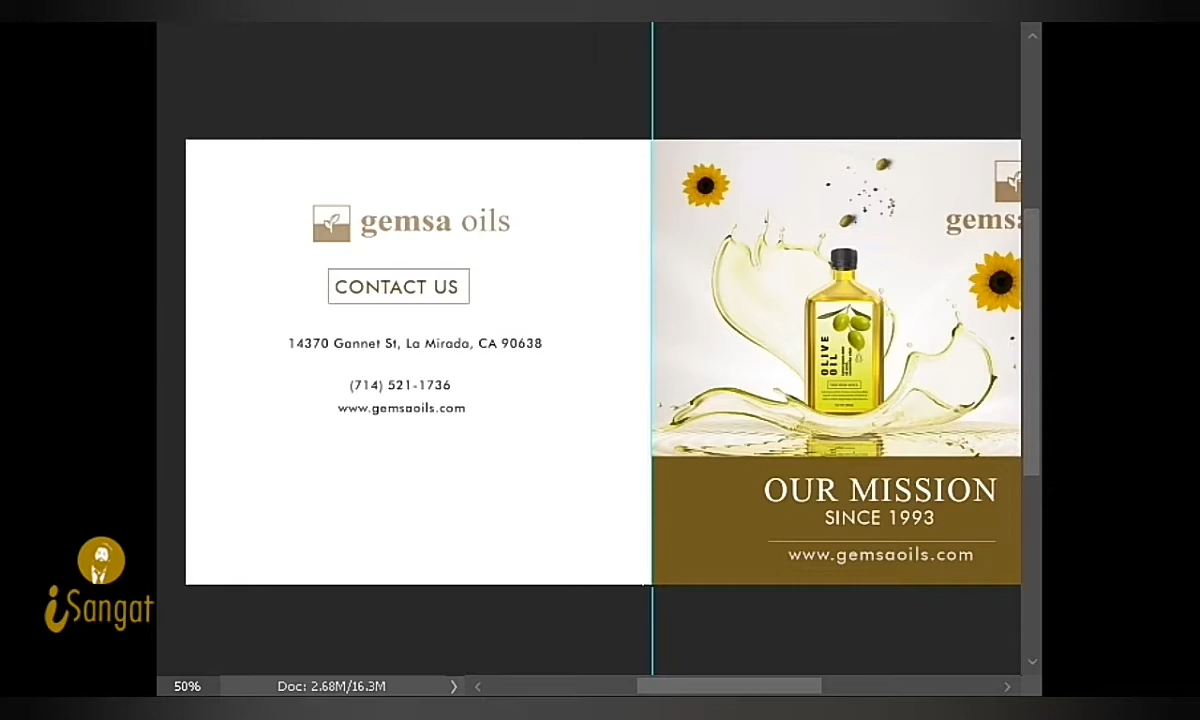 gemsa oils
CONTACT US
14370 Gannet St, La Mirada, CA 90638
(714) 521-1736
www.gemsaoils.com
gemsa
OLIVE
OIL
OUR MISSION
SINCE 1993
www.gemsaoils.com
iSangat
50%
Doc: 2.68M/16.3M